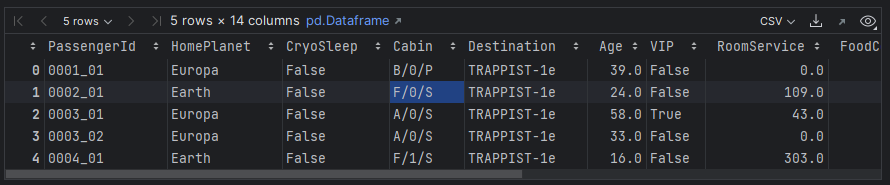 5 rows 5 rows × 14 columns pd.Dataframe CSV
PassengerId HomePlanet CryoSleep Cabin Destination Age VIP RoomService FoodC
0 0001_01 Europa False B/0/P TRAPPIST-1e 39.0 False 0.0
1 0002_01 Earth False F/0/S TRAPPIST-1e 24.0 False 109.0
2 0003_01 Europa False A/0/S TRAPPIST-1e 58.0 True 43.0
3 0003_02 Europa False A/0/S TRAPPIST-1e 33.0 False 0.0
4 0004_01 Earth False F/1/S TRAPPIST-1e 16.0 False 303.0